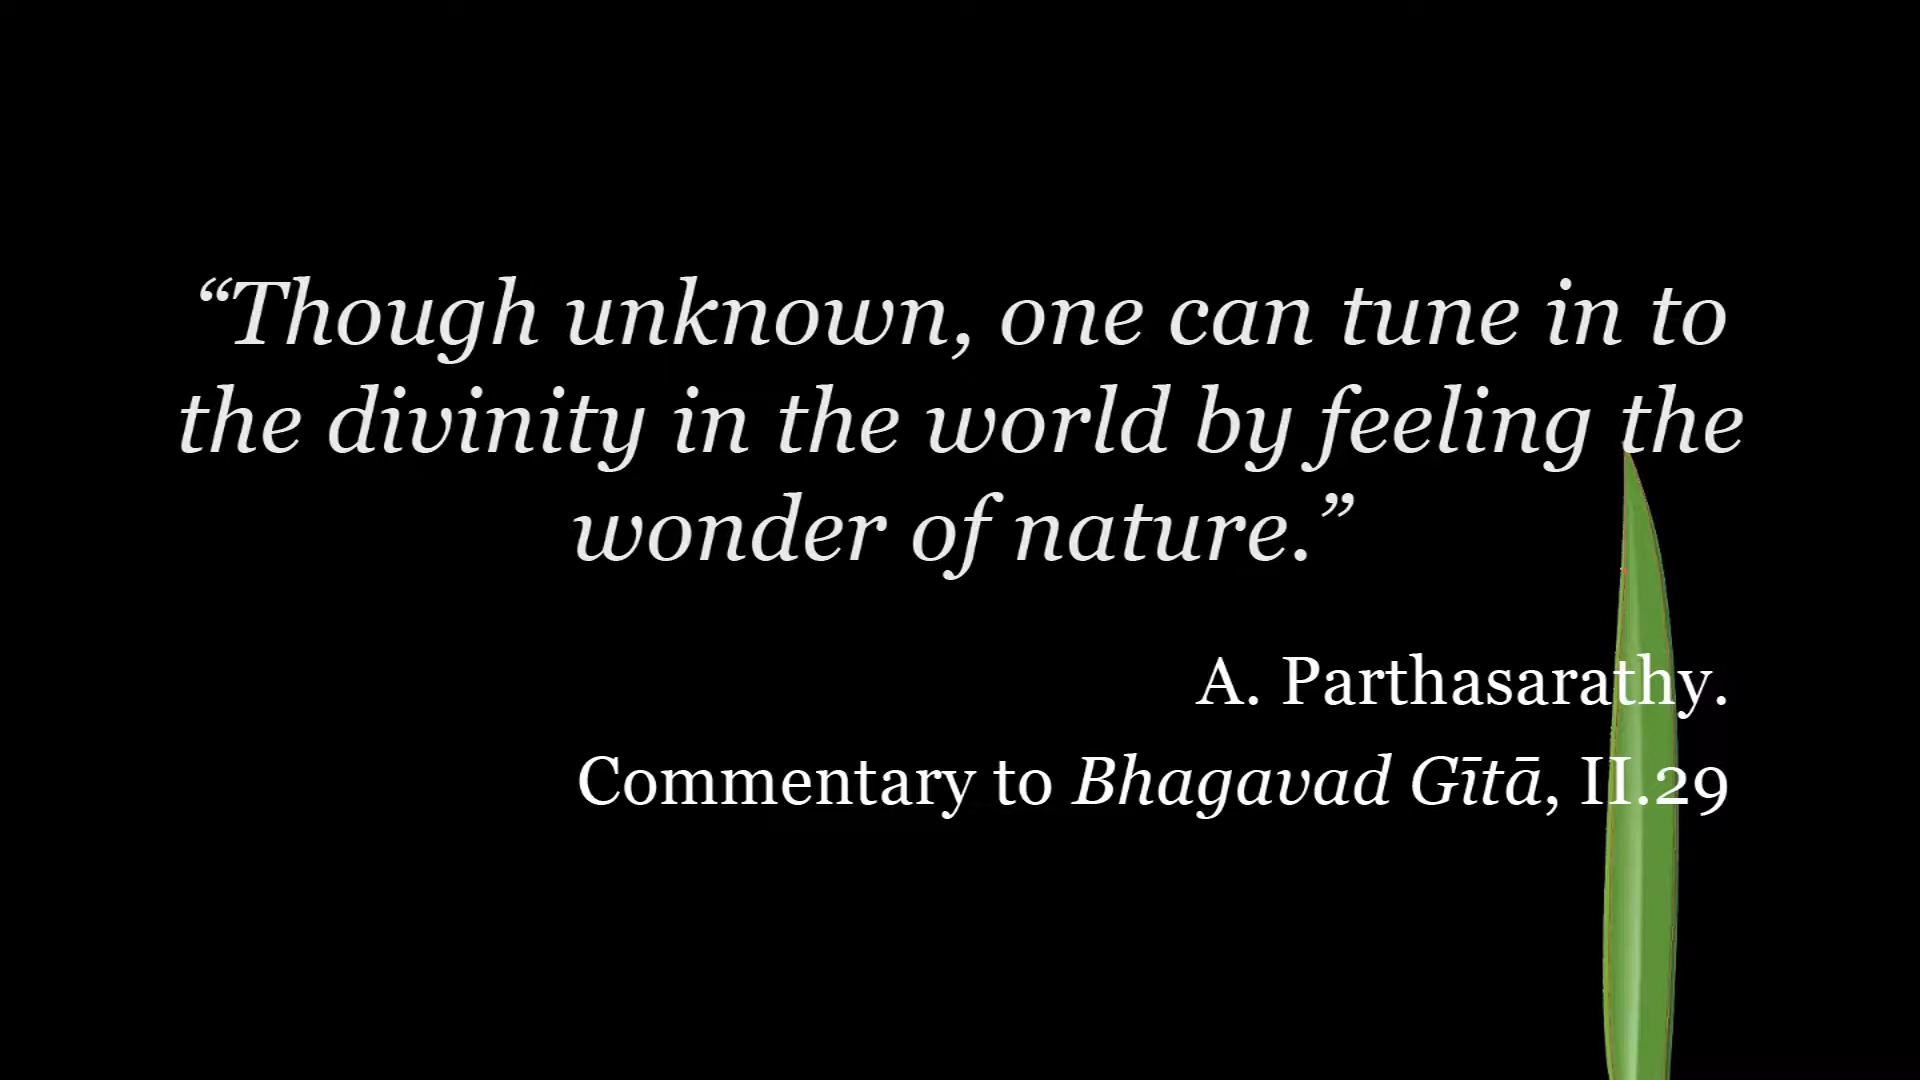 “Though unknown, one can tune in to
the divinity in the world by feeling the
wonder of nature.”
A. Parthasarathy.
Commentary to Bhagavad Gītā, II.29